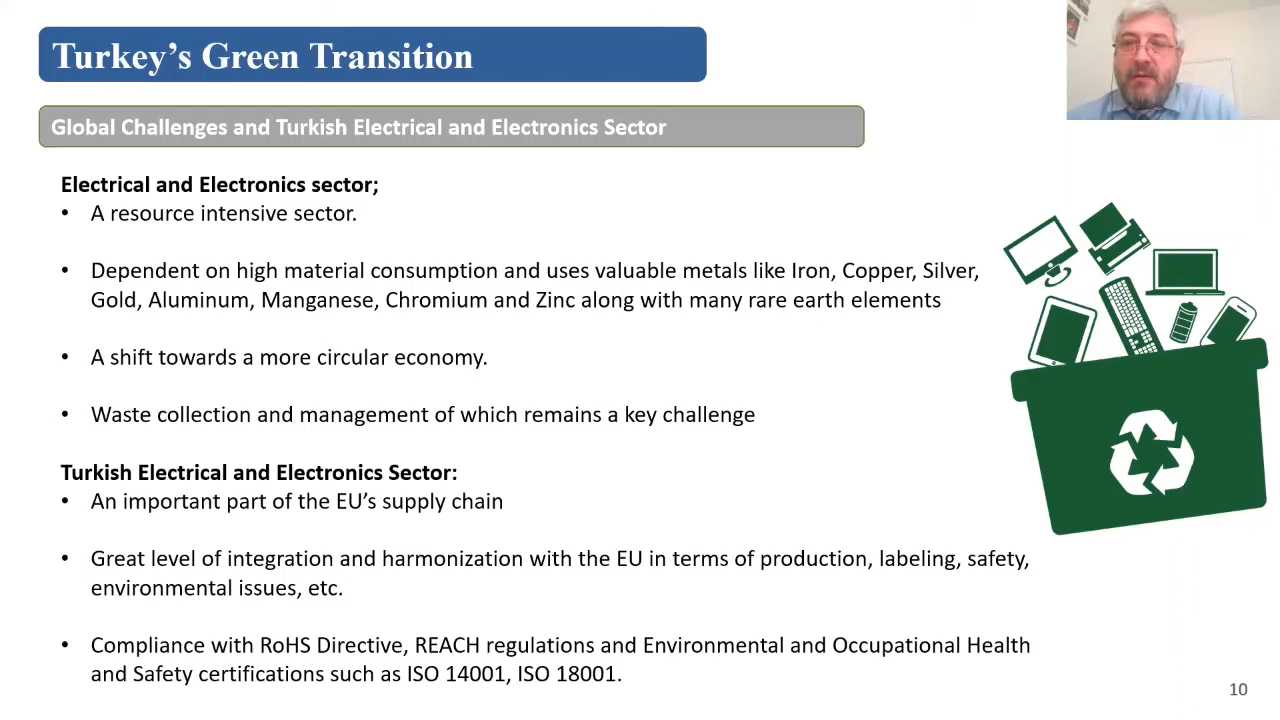 Turkey's Green Transition
Global Challenges and Turkish Electrical and Electronics Sector
Electrical and Electronics sector;
• A resource intensive sector.
• Dependent on high material consumption and uses valuable metals like Iron, Copper, Silver,
Gold, Aluminum, Manganese, Chromium and Zinc along with many rare earth elements
• A shift towards a more circular economy.
• Waste collection and management of which remains a key challenge
Turkish Electrical and Electronics Sector:
• An important part of the EU's supply chain
• Great level of integration and harmonization with the EU in terms of production, labeling, safety,
environmental issues, etc.
• Compliance with RoHS Directive, REACH regulations and Environmental and Occupational Health
and Safety certifications such as ISO 14001, ISO 18001.
10